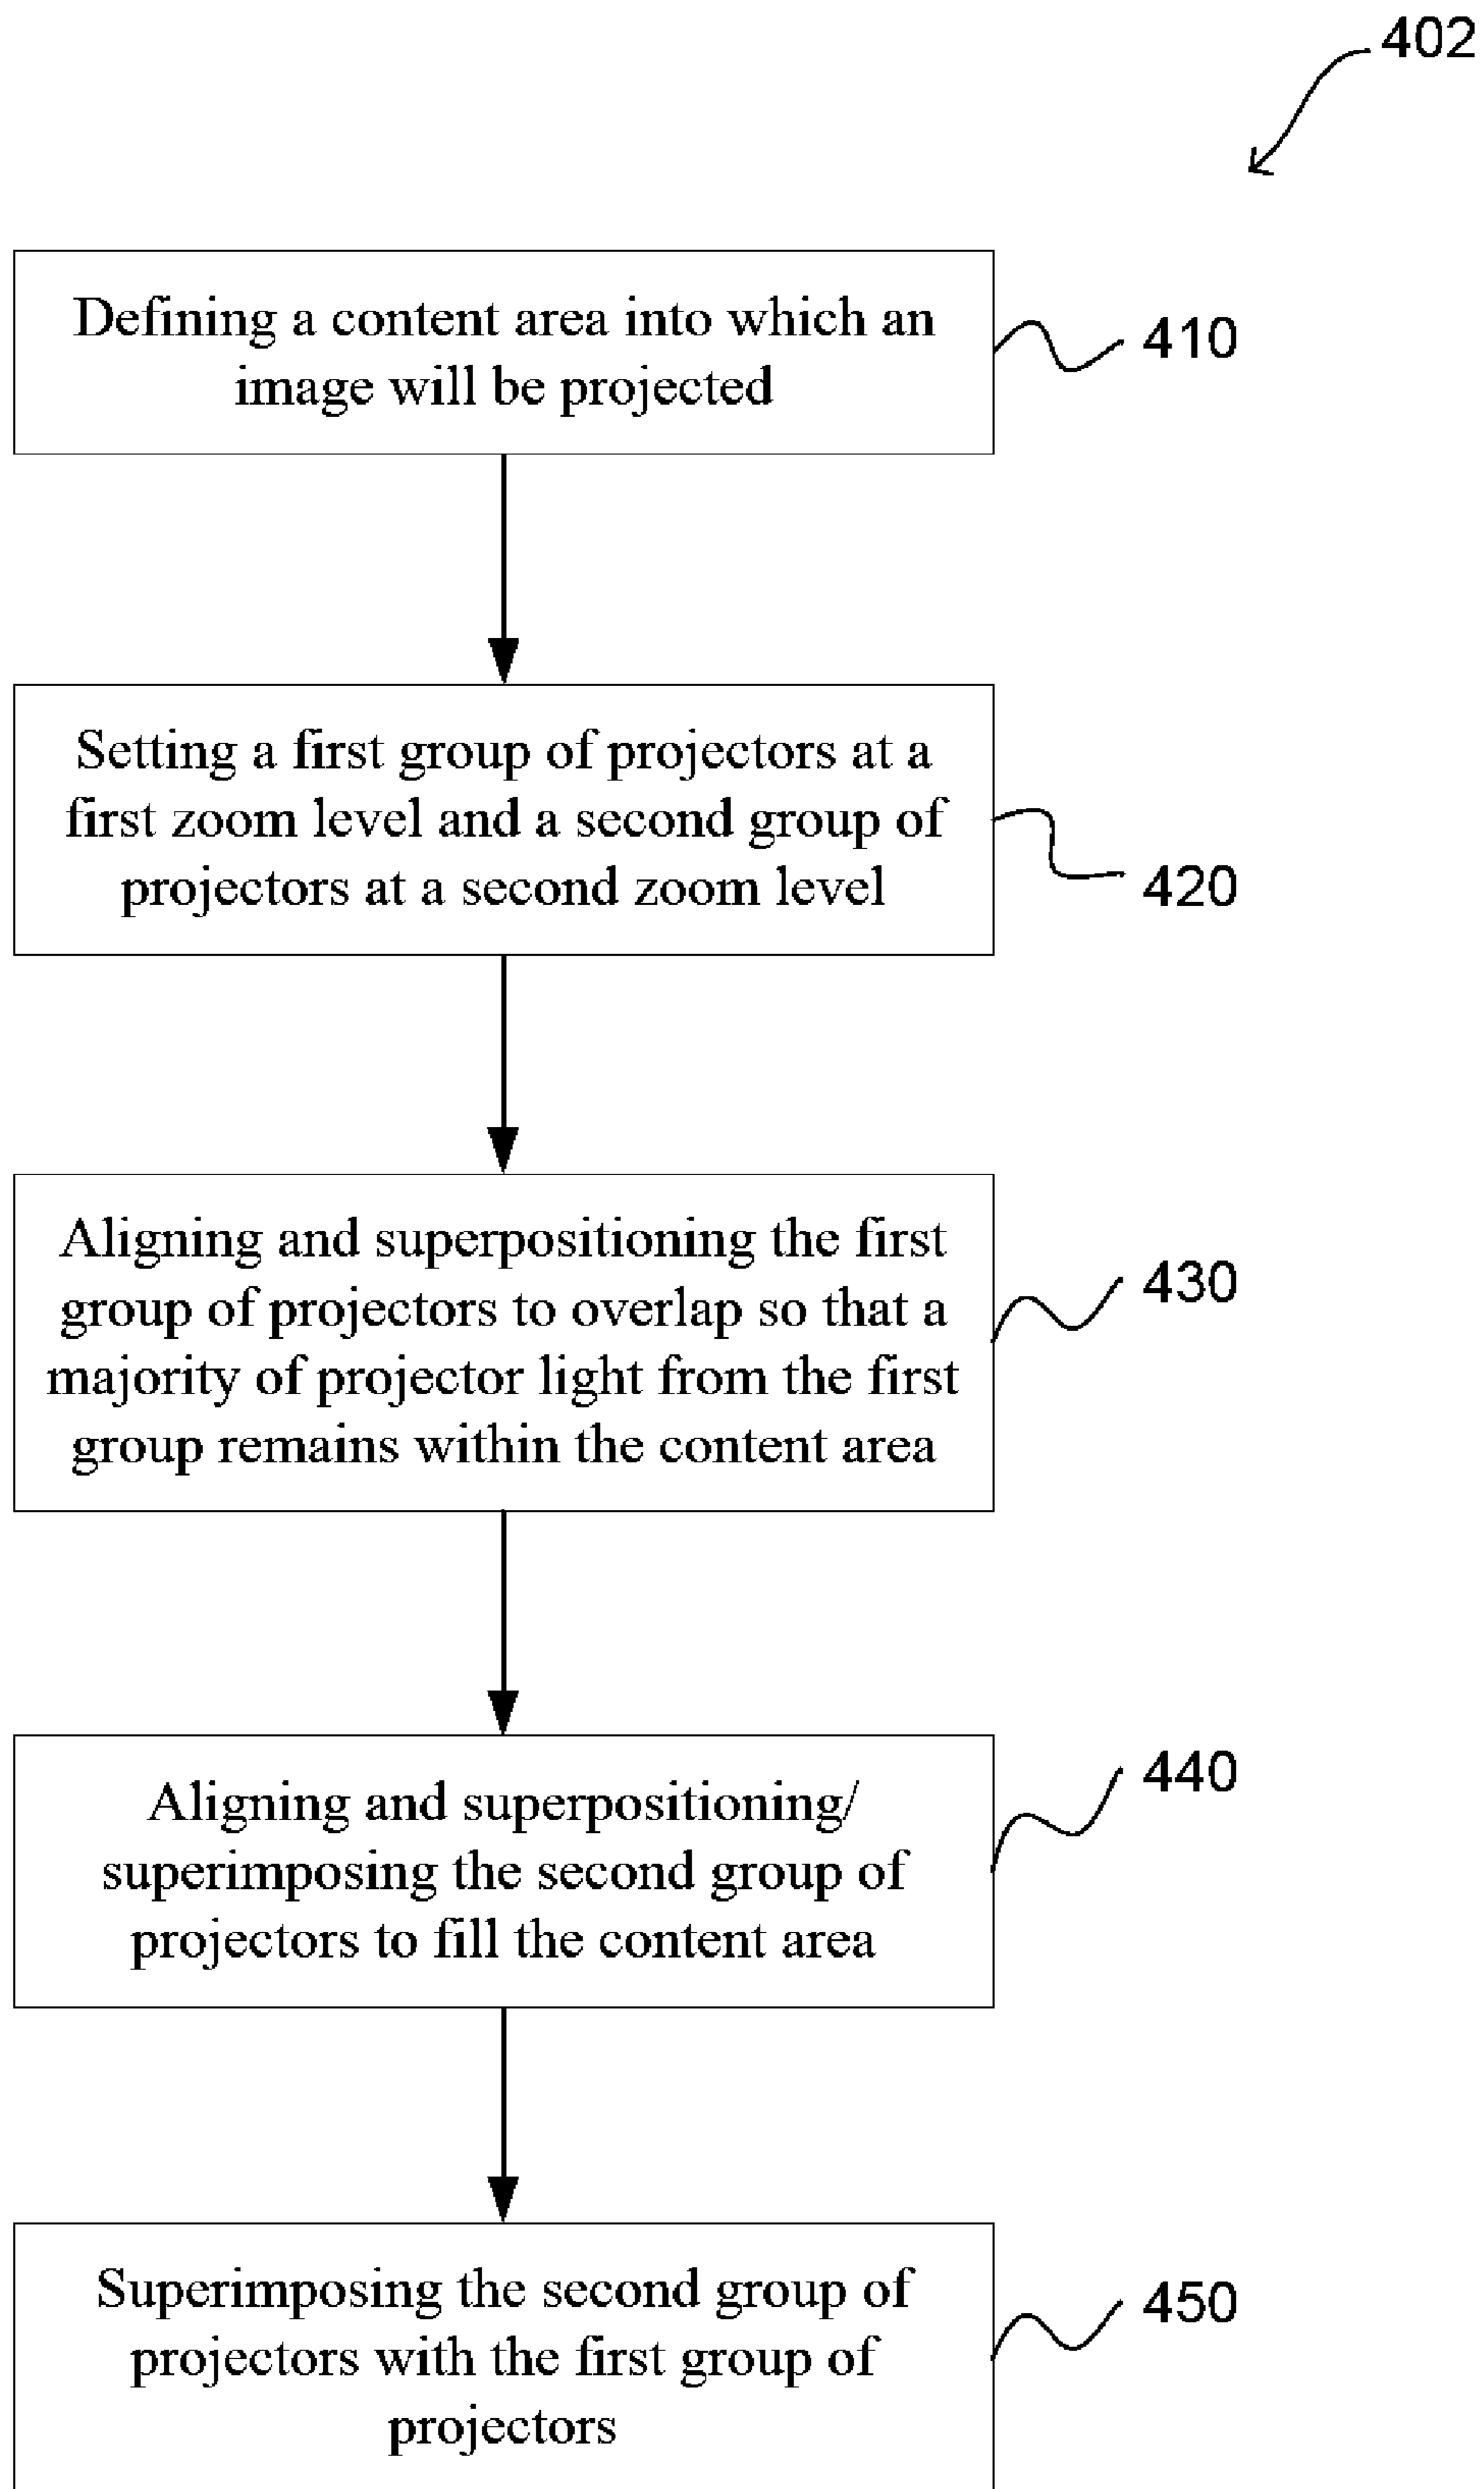 402
Defining a content area into which an
image will be projected
410
Setting a first group of projectors at a
first zoom level and a second group of
projectors at a second zoom level
420
Aligning and superpositioning the first
group of projectors to overlap so that a
majority of projector light from the first
group remains within the content area
430
Aligning and superpositioning/
superimposing the second group of
projectors to fill the content area
440
Superimposing the second group of
projectors with the first group of
projectors
450